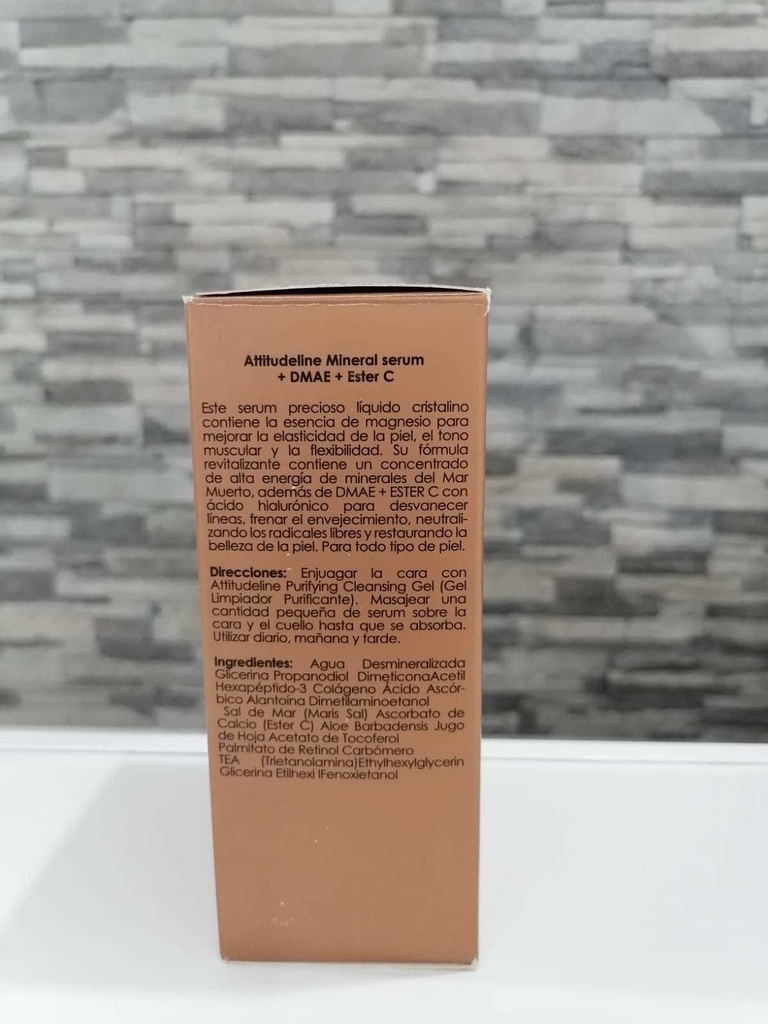 Attitudeline Mineral serum
+ DMAE + Ester C
Este serum precioso líquido cristalino
contiene la esencia de magnesio para
mejorar la elasticidad de la piel, el tono
muscular y la flexibilidad. Su fórmula
revitalizante contiene un concentrado
de alta energía de minerales del Mar
Muerto, además de DMAE + ESTER C con
ácido hialurónico para desvanecer
líneas, frenar el envejecimiento, neutrali-
zando los radicales libres y restaurando la
belleza de la piel. Para todo tipo de piel.
Direcciones: Enjuagar la cara con
Attitudeline Purifying Cleansing Gel (Gel
Limpiador Purificante). Masajear una
cantidad pequeña de serum sobre la
cara y el cuello hasta que se absorba.
Utilizar diario, mañana y tarde.
Ingredientes: Agua Desmineralizada
Glicerina Propanodiol DimeticonaAcetil
Hexapéptido-3 Colágeno Ácido Ascór-
bico Alantoína Dimetilaminoetanol
Sal de Mar (Maris Sal) Ascorbato de
Calcio (Ester C) Aloe Barbadensis Jugo
de Hoja Acetato de Tocoferol
Palmitato de Retinol Carbómero
TEA (Trietanolamina)Ethylhexylglycerin
Glicerina Etilhexi lFenoxietanol